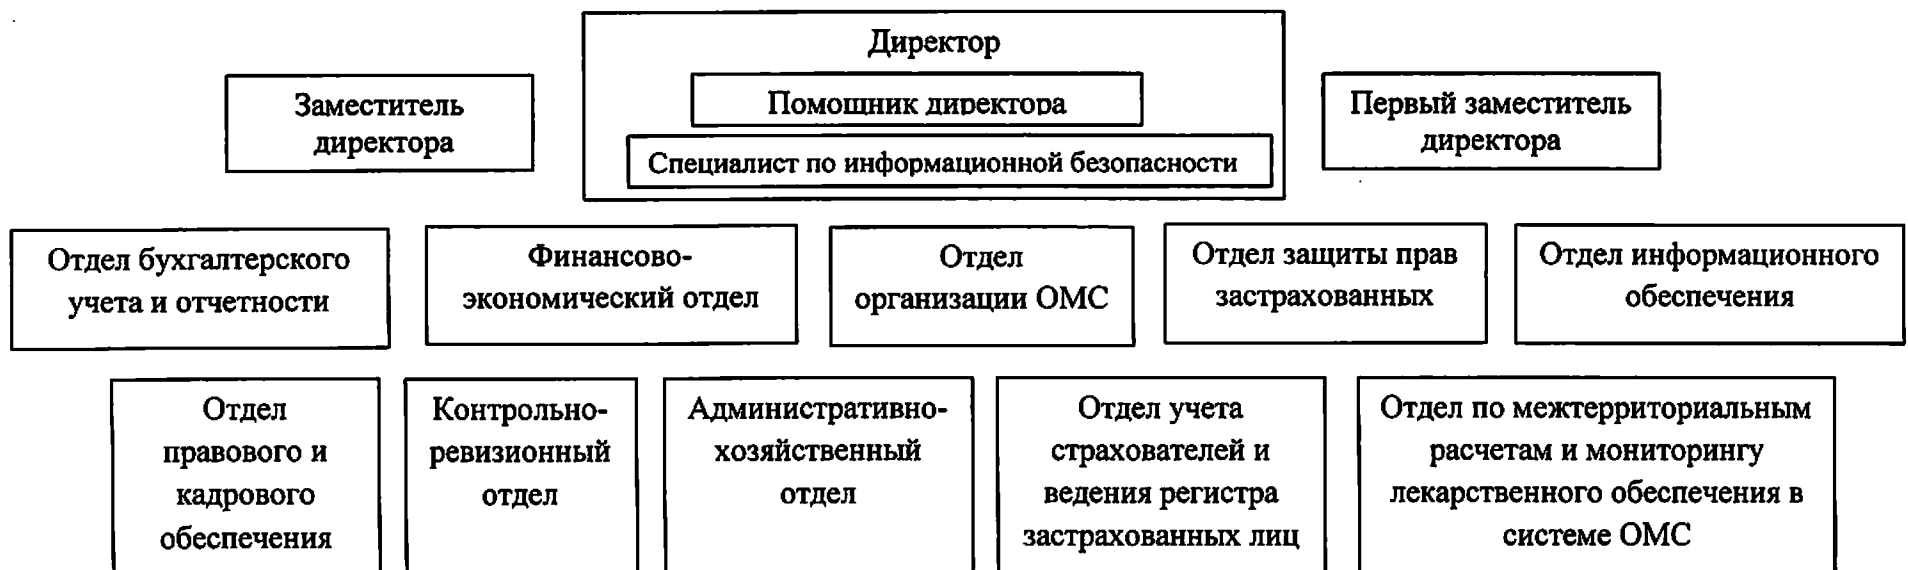 Директор
Заместитель
директора
Помощник директора
Специалист по информационной безопасности
Первый заместитель
директора
Отдел бухгалтерского
учета и отчетности
Финансово-
экономический отдел
Отдел
организации ОМС
Отдел защиты прав
застрахованных
Отдел информационного
обеспечения
Отдел
правового и
кадрового
обеспечения
Контрольно-
ревизионный
отдел
Административно-
хозяйственный
отдел
Отдел учета
страхователей и
ведения регистра
застрахованных лиц
Отдел по межтерриториальным
расчетам и мониторингу
лекарственного обеспечения в
системе ОМС